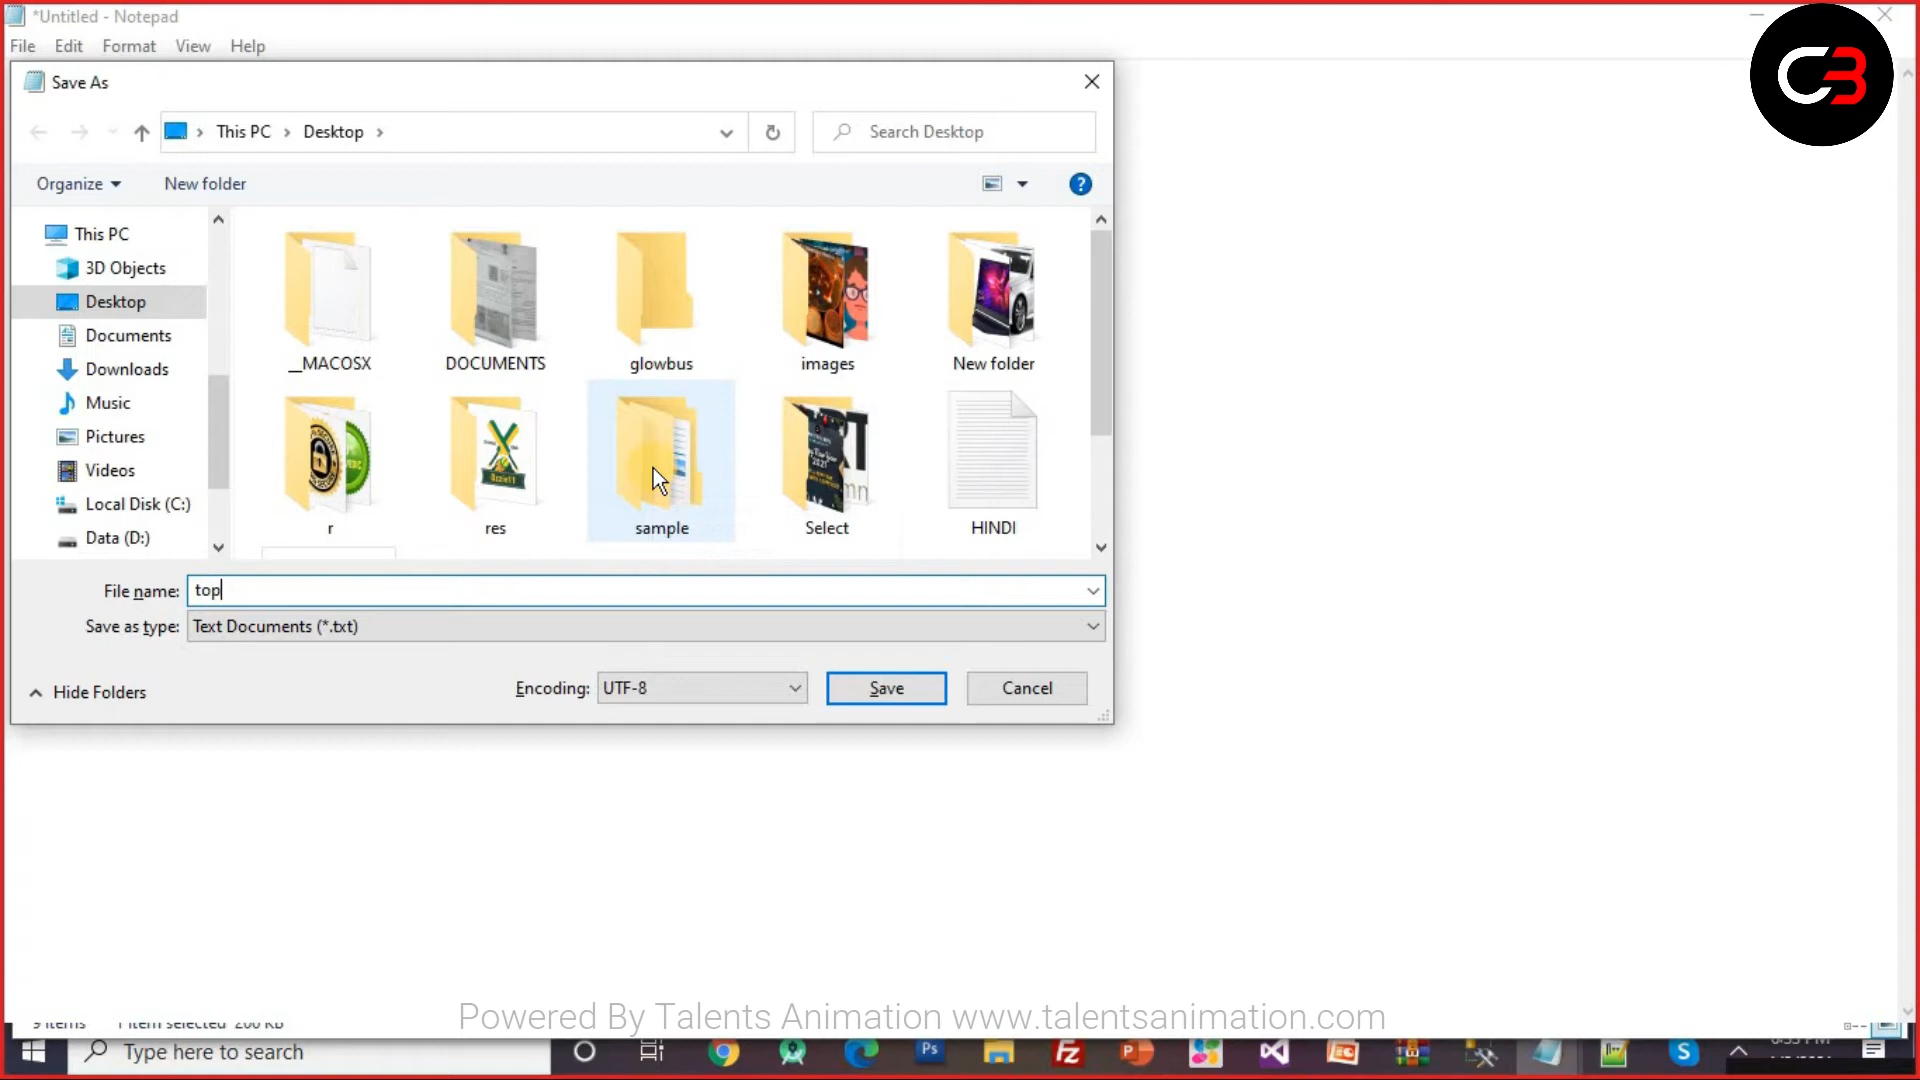 *Untitled - Notepad
File Edit Format View Help
Save As
This PC Desktop
Search Desktop
Organize New folder
This PC
3D Objects
Desktop
Documents
Downloads
Music
Pictures
Videos
Local Disk (C:)
Data (D:)
__MACOSX DOCUMENTS glowbus images New folder
r res sample Select HINDI
File name: top
Save as type: Text Documents (*.txt)
Hide Folders
Encoding: UTF-8 Save Cancel
Powered By Talents Animation www.talentsanimation.com
9 items 1 item selected 200 KB
Type here to search